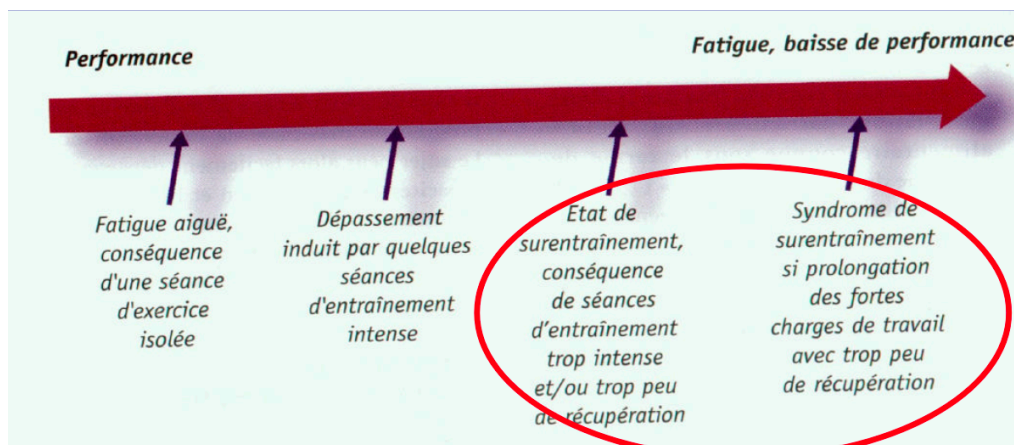 Performance
Fatigue, baisse de performance
Fatigue aiguë,
conséquence
d'une séance
d'exercice
isolée
Dépassement
induit par quelques
séances
d'entraînement
intense
Etat de
surentraînement,
conséquence
de séances
d'entraînement
trop intense
et/ou trop peu
de récupération
Syndrome de
surentraînement
si prolongation
des fortes
charges de travail
avec trop peu
de récupération